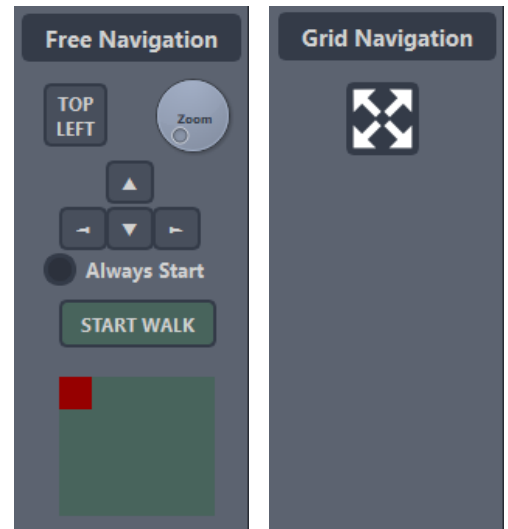 Free Navigation
TOP
LEFT
Zoom
Always Start
START WALK
Grid Navigation